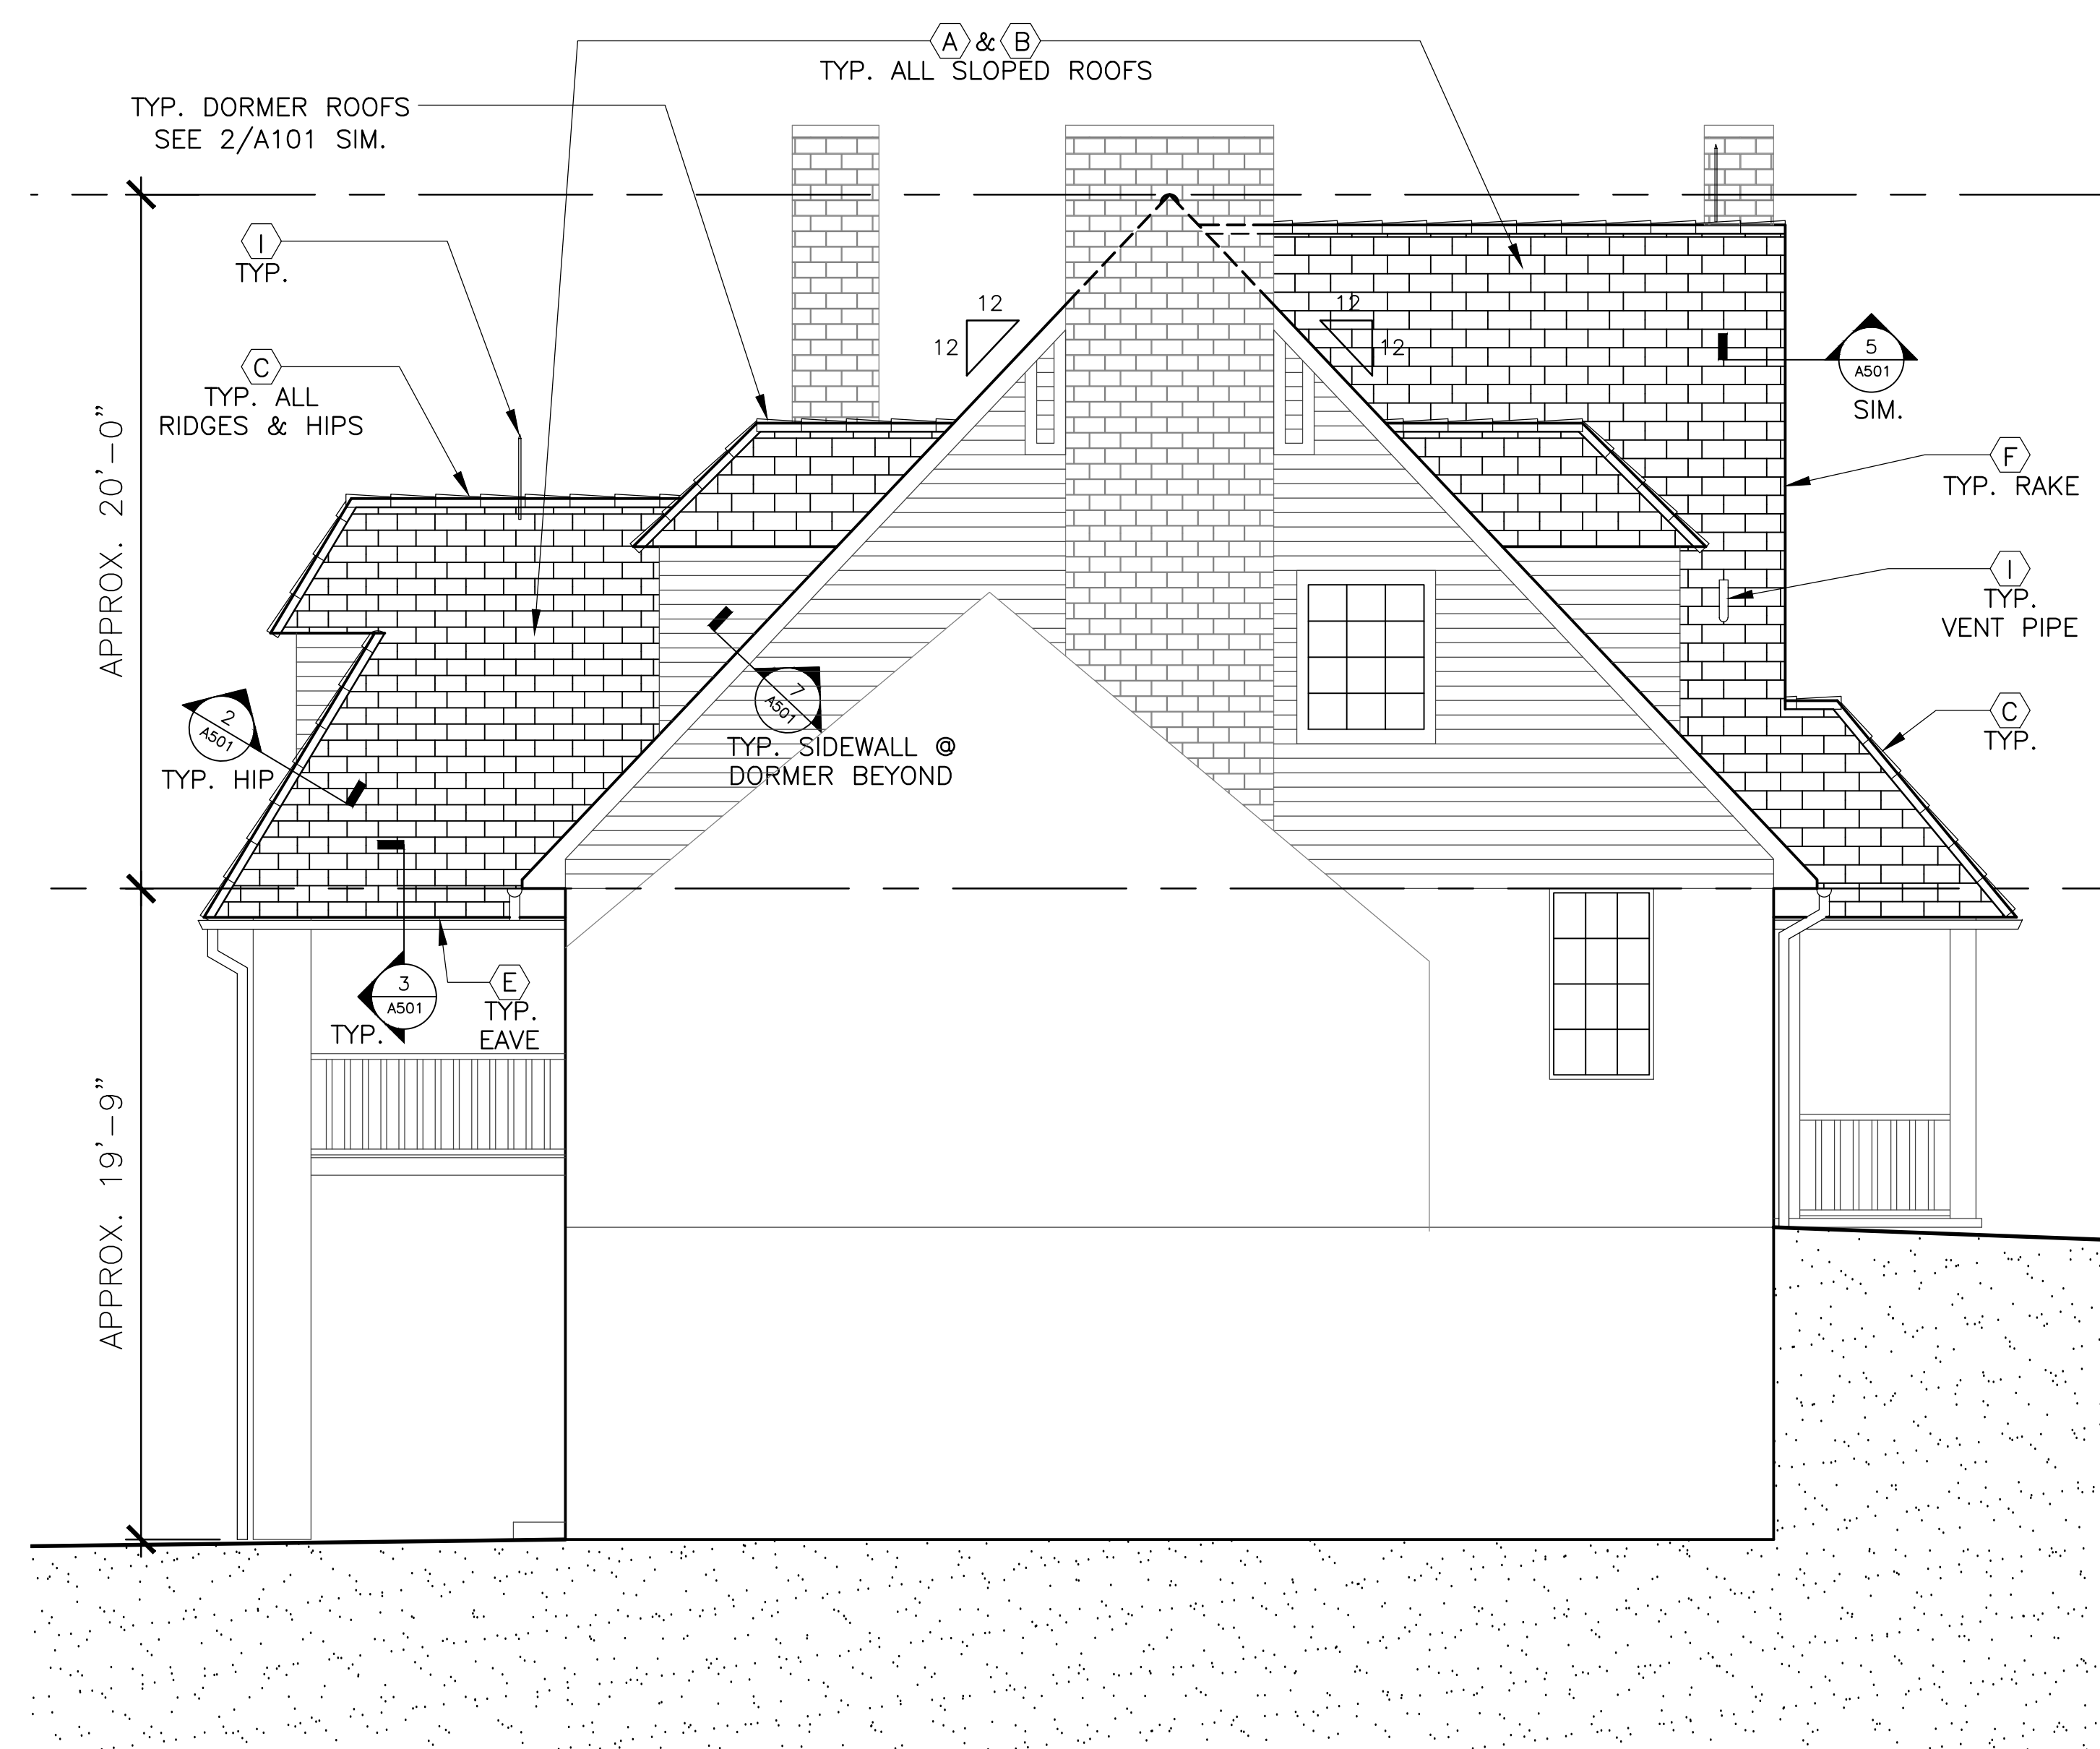 A & B
TYP. ALL SLOPED ROOFS
TYP. DORMER ROOFS
SEE 2/A101 SIM.
I
TYP.
C
TYP. ALL
RIDGES & HIPS
12
12
12
12
5
A501
SIM.
F
TYP. RAKE
I
TYP.
VENT PIPE
C
TYP.
APPROX. 20'-0"
2
A501
TYP. HIP
7
A501
TYP. SIDEWALL @
DORMER BEYOND
3
A501
TYP.
E
TYP.
EAVE
APPROX. 19'-9"